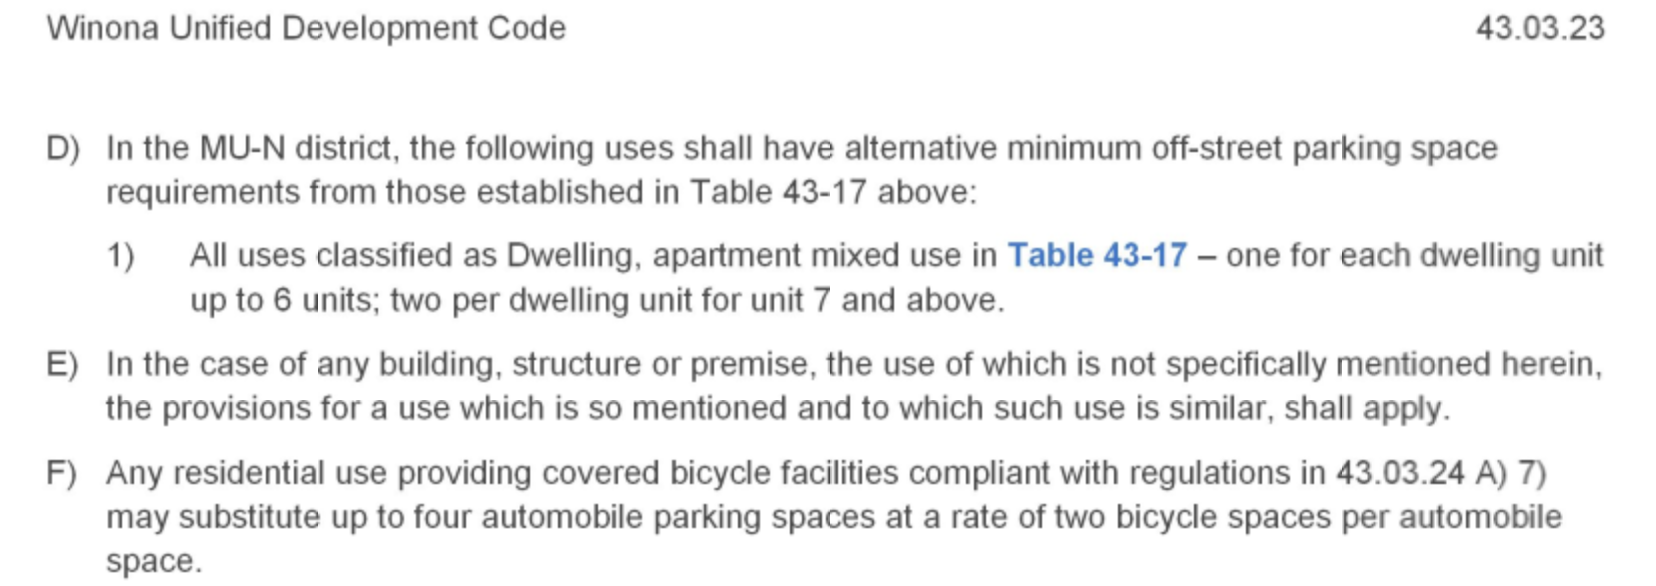 Winona Unified Development Code 43.03.23
D) In the MU-N district, the following uses shall have alternative minimum off-street parking space
requirements from those established in Table 43-17 above:
1) All uses classified as Dwelling, apartment mixed use in Table 43-17 – one for each dwelling unit
up to 6 units; two per dwelling unit for unit 7 and above.
E) In the case of any building, structure or premise, the use of which is not specifically mentioned herein,
the provisions for a use which is so mentioned and to which such use is similar, shall apply.
F) Any residential use providing covered bicycle facilities compliant with regulations in 43.03.24 A) 7)
may substitute up to four automobile parking spaces at a rate of two bicycle spaces per automobile
space.